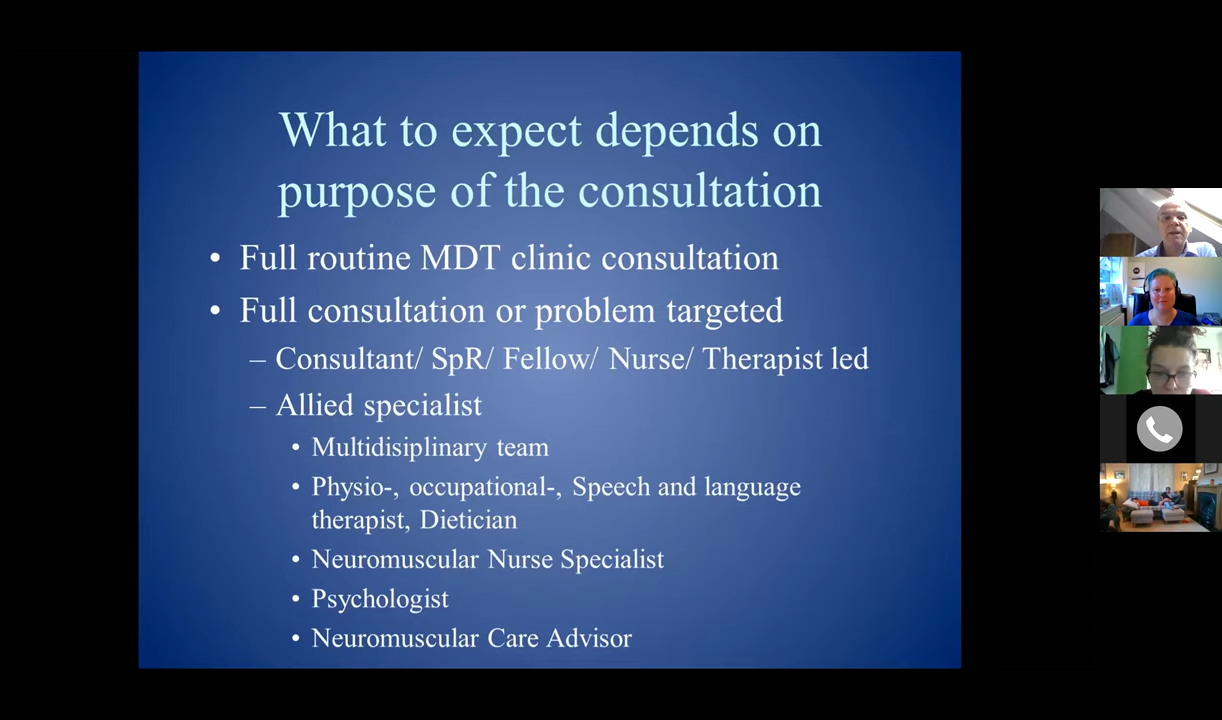 What to expect depends on
purpose of the consultation
• Full routine MDT clinic consultation
• Full consultation or problem targeted
– Consultant/ SpR/ Fellow/ Nurse/ Therapist led
– Allied specialist
• Multidisiplinary team
• Physio-, occupational-, Speech and language
therapist, Dietician
• Neuromuscular Nurse Specialist
• Psychologist
• Neuromuscular Care Advisor